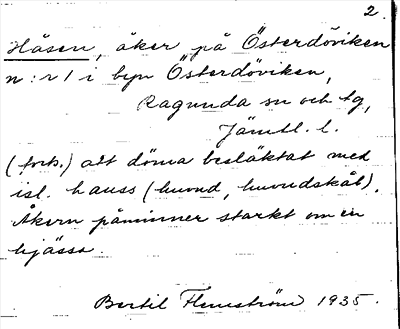 2.
Håsen, åker på Österdöviken
n:r 1 i byn Österdöviken,
Ragunda sn och tg,
Jämtl. l.
(fork.) att döma besläktat med
isl. hauss (huvud, huvudskål).
Åkern påminner starkt om en
hjässa.
Bertil Flemström 1935.